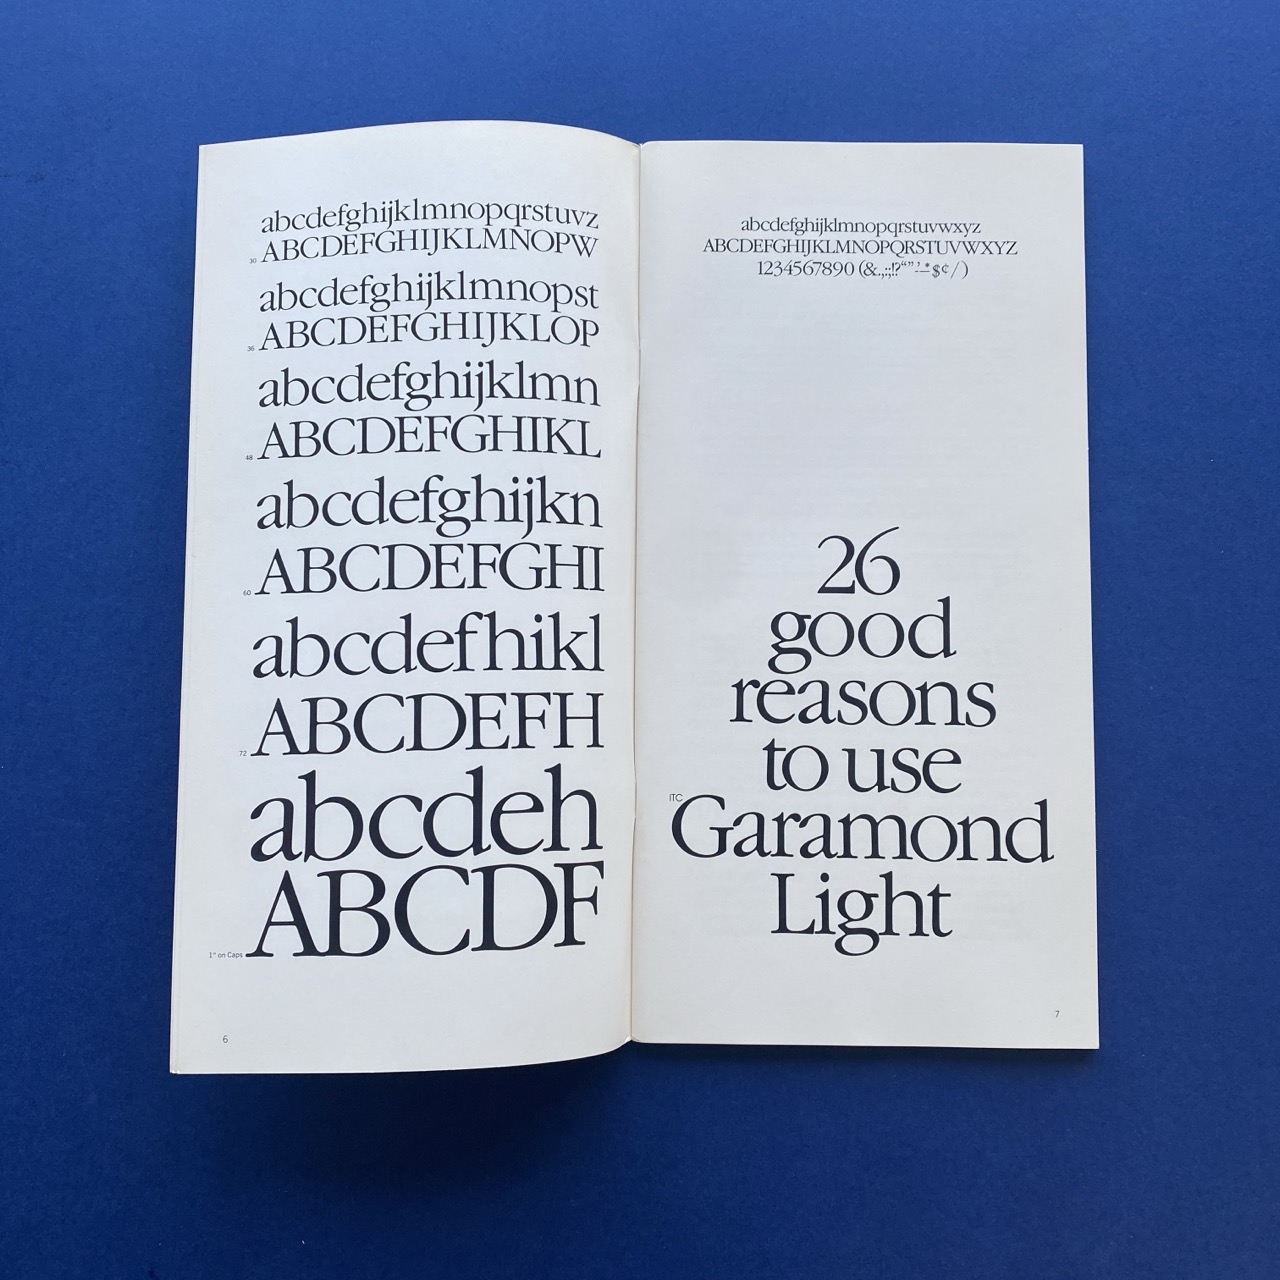 abcdefghijklmnopqrstuvz
30 ABCDEFGHIJKLMNOPW
abcdefghijklmnopst
36 ABCDEFGHIJKLOP
abcdefghijklmn
48 ABCDEFGHIKL
abcdefghijkn
60 ABCDEFGHI
abcdefhikl
72 ABCDEFH
abcdeh
1" on Caps ABCDF
6
abcdefghijklmnopqrstuvwxyz
ABCDEFGHIJKLMNOPQRSTUVWXYZ
1234567890 (&.,:;!?“”'-–*$¢/)
26
good
reasons
to use
ITC Garamond
Light
7